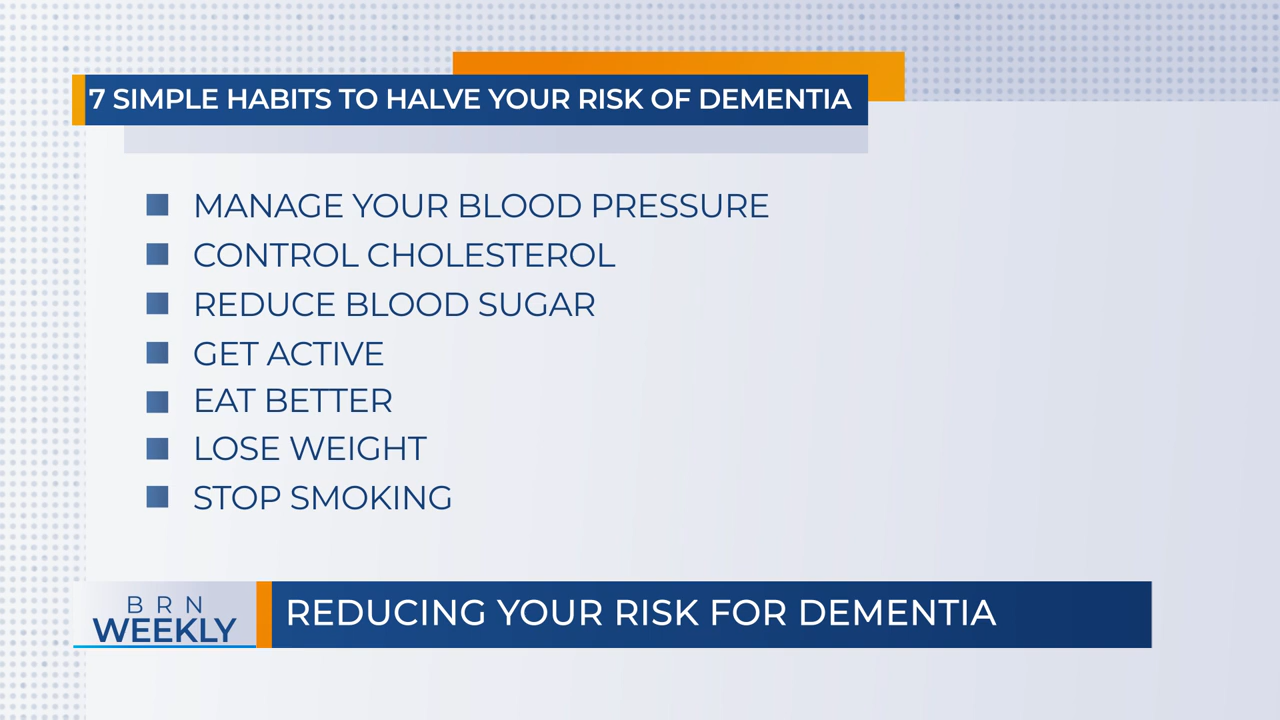 7 SIMPLE HABITS TO HALVE YOUR RISK OF DEMENTIA
MANAGE YOUR BLOOD PRESSURE
CONTROL CHOLESTEROL
REDUCE BLOOD SUGAR
GET ACTIVE
EAT BETTER
LOSE WEIGHT
STOP SMOKING
BRN
WEEKLY
REDUCING YOUR RISK FOR DEMENTIA